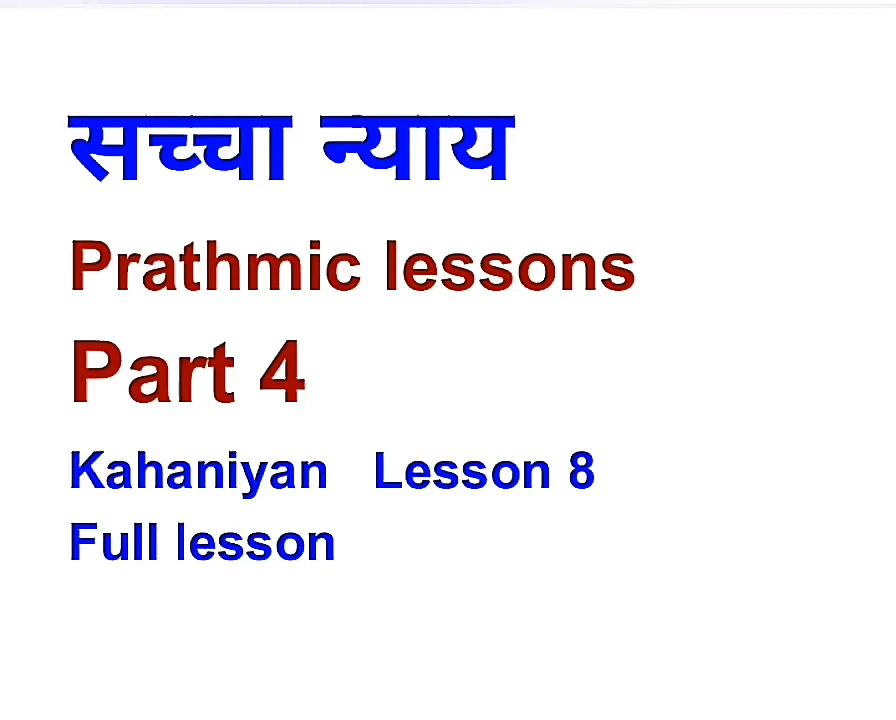 सच्चा न्याय
Prathmic lessons
Part 4
Kahaniyan Lesson 8
Full lesson